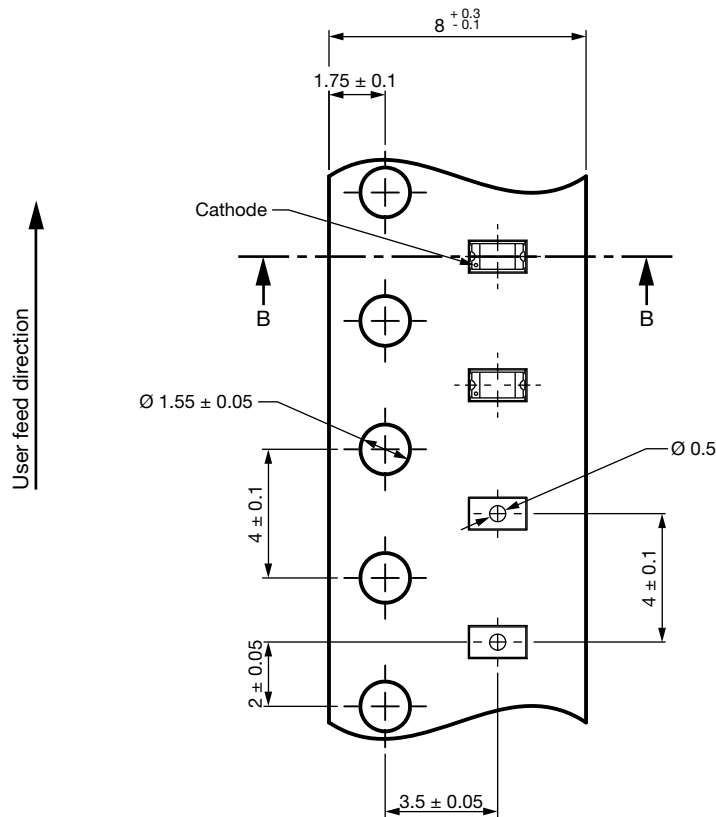 8 + 0.3
- 0.1
1.75 ± 0.1
Cathode
B
B
User feed direction
Ø 1.55 ± 0.05
Ø 0.5
4 ± 0.1
4 ± 0.1
2 ± 0.05
3.5 ± 0.05